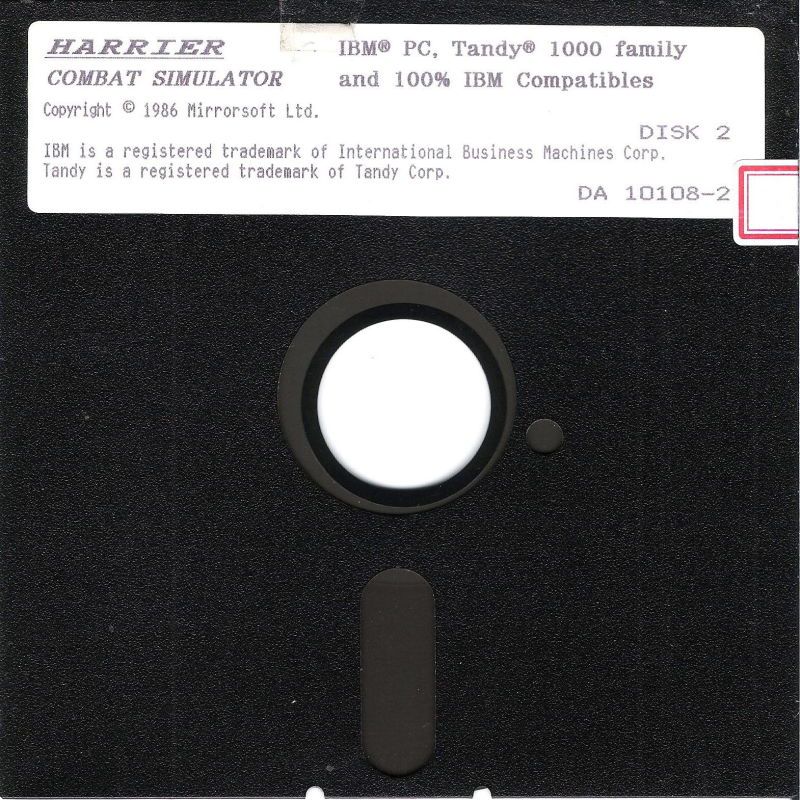 HARRIER
COMBAT SIMULATOR
IBM® PC, Tandy® 1000 family
and 100% IBM Compatibles
Copyright © 1986 Mirrorsoft Ltd.
DISK 2
IBM is a registered trademark of International Business Machines Corp.
Tandy is a registered trademark of Tandy Corp.
DA 10108-2